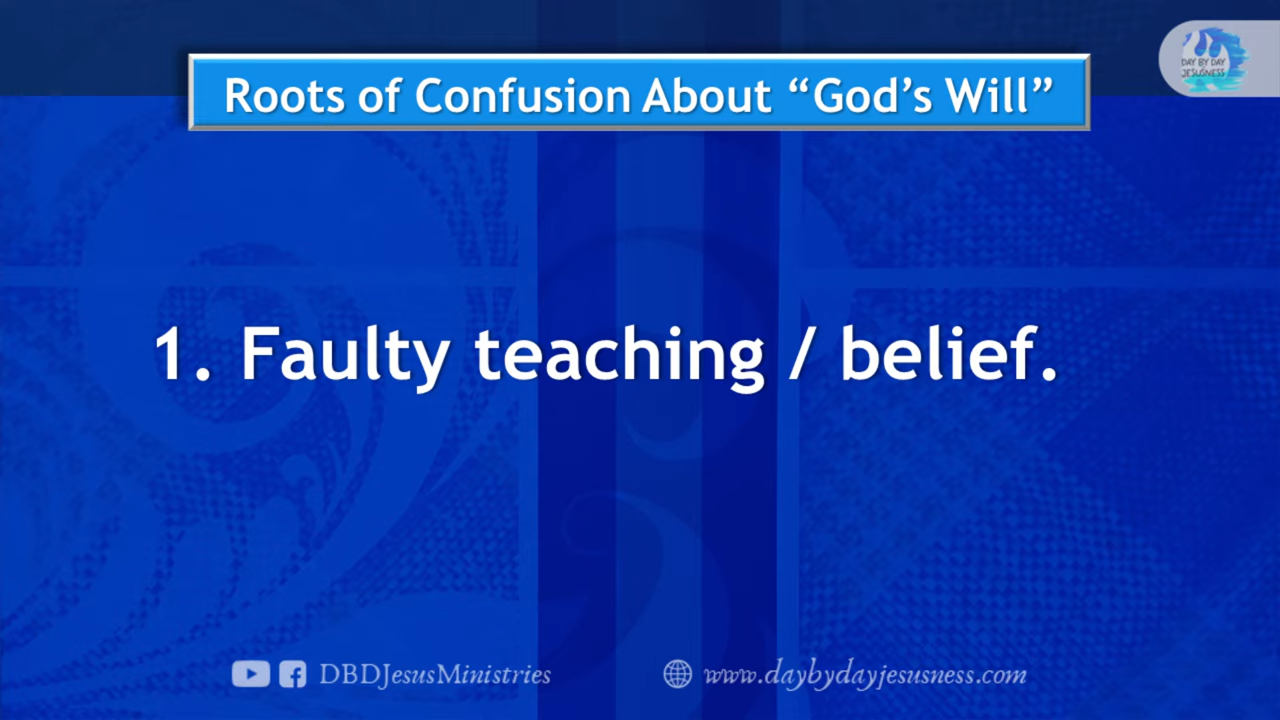 Roots of Confusion About “God’s Will”
DAY BY DAY
JESUSNESS
1. Faulty teaching / belief.
DBDJesusMinistries
www.daybydayjesusness.com